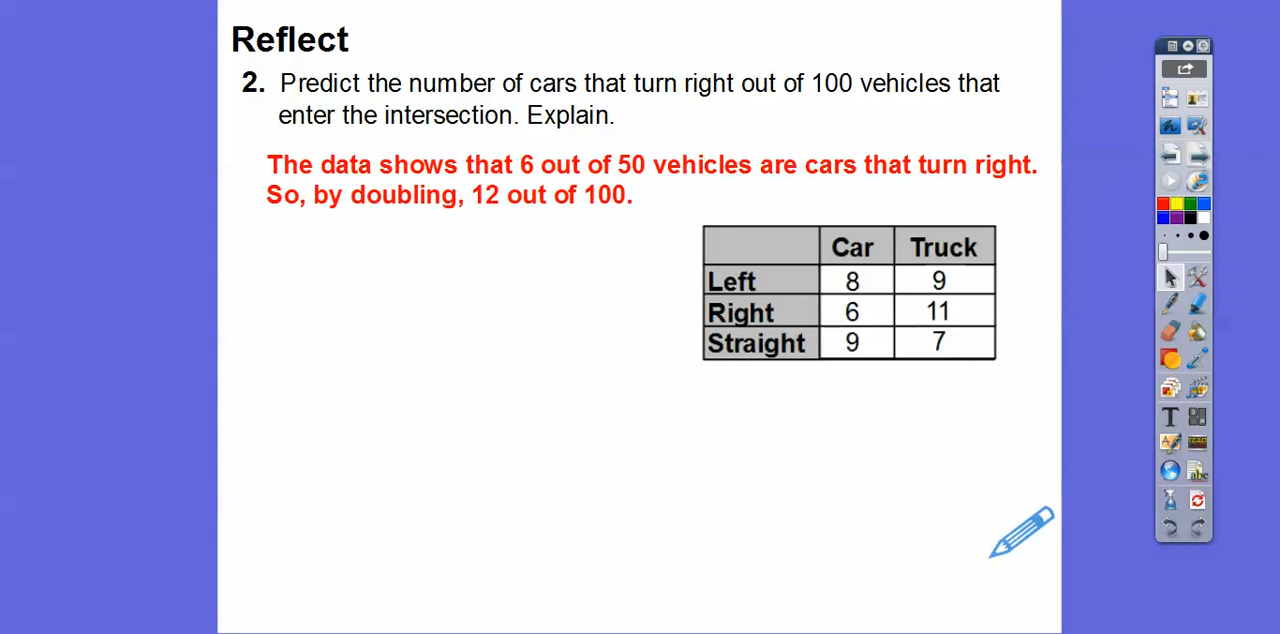 Reflect
2. Predict the number of cars that turn right out of 100 vehicles that
enter the intersection. Explain.
The data shows that 6 out of 50 vehicles are cars that turn right.
So, by doubling, 12 out of 100.
Car Truck
Left 8 9
Right 6 11
Straight 9 7